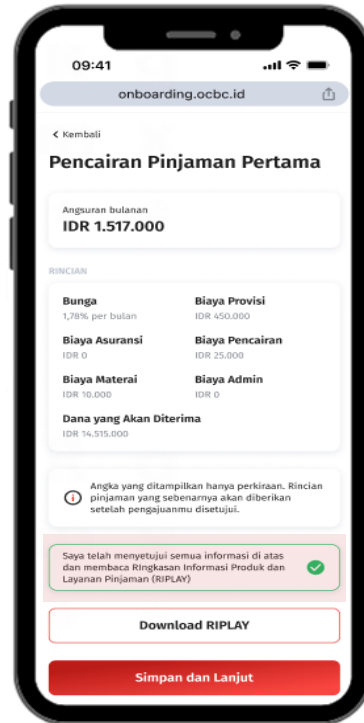 09:41
onboarding.ocbc.id
< Kembali
Pencairan Pinjaman Pertama
Angsuran bulanan
IDR 1.517.000
RINCIAN
Bunga
1,78% per bulan
Biaya Provisi
IDR 450.000
Biaya Asuransi
IDR 0
Biaya Pencairan
IDR 25.000
Biaya Materai
IDR 10.000
Biaya Admin
IDR 0
Dana yang Akan Diterima
IDR 14.515.000
Angka yang ditampilkan hanya perkiraan. Rincian
pinjaman yang sebenarnya akan diberikan
setelah pengajuanmu disetujui.
Saya telah menyetujui semua informasi di atas
dan membaca RIngkasan Informasi Produk dan
Layanan Pinjaman (RIPLAY)
Download RIPLAY
Simpan dan Lanjut